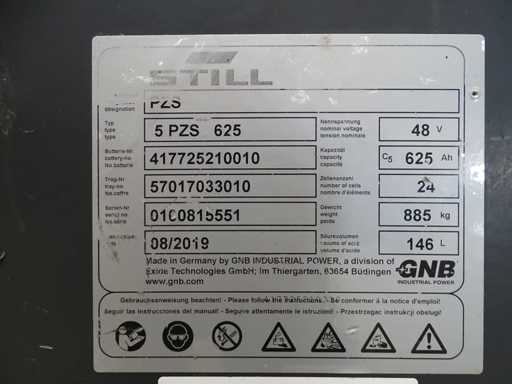 STILL
designation PZS
Typ
type 5 PZS 625
type
Nennspannung
nominal voltage 48 V
tension nominale
Batterie-Nr.
battery-no 417725210010
No.batterie
Kapazität
capacity C5 625 Ah
capacité
Trog-Nr
tray-no 57017033010
No.coffre
Zellenanzahl
number of cells 24
nombre d'éléments
Serien-Nr
0100815551
No.série
Gewicht
weight 885 kg
poids
08/2019
Säurevolumen
volume of acid 146 L
volume d'acide
Made in Germany by GNB INDUSTRIAL POWER, a division of
Exide Technologies GmbH; Im Thiergarten, 63654 Büdingen
www.gnb.com
GNB
INDUSTRIAL POWER
Gebrauchsanweisung beachten! - Please follow the instructions. - Se conformer à la notice d'emploi!
Seguir las instrucciones del manual! - Seguire attentamente le istruzioni! - Przestrzegac instrukcji obslugi!